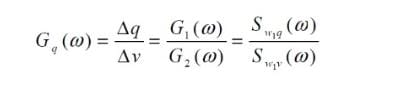 G_q(ω) = Δq/Δv = G_1(ω)/G_2(ω) = S_{w_1q}(ω)/S_{w_1v}(ω)